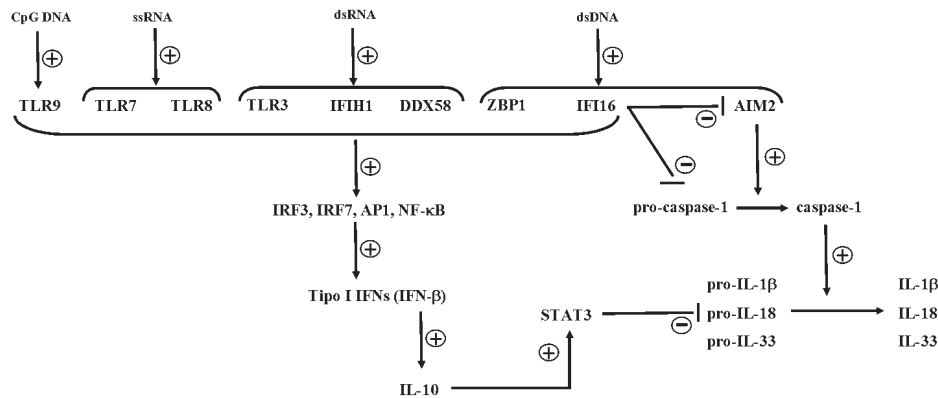 CpG DNA ssRNA dsRNA dsDNA
TLR9 TLR7 TLR8 TLR3 IFIH1 DDX58 ZBP1 IFI16 AIM2
pro-caspase-1 caspase-1
IRF3, IRF7, AP1, NF-κB
pro-IL-1β IL-1β
Tipo I IFNs (IFN-β)
STAT3 pro-IL-18 IL-18
pro-IL-33 IL-33
IL-10